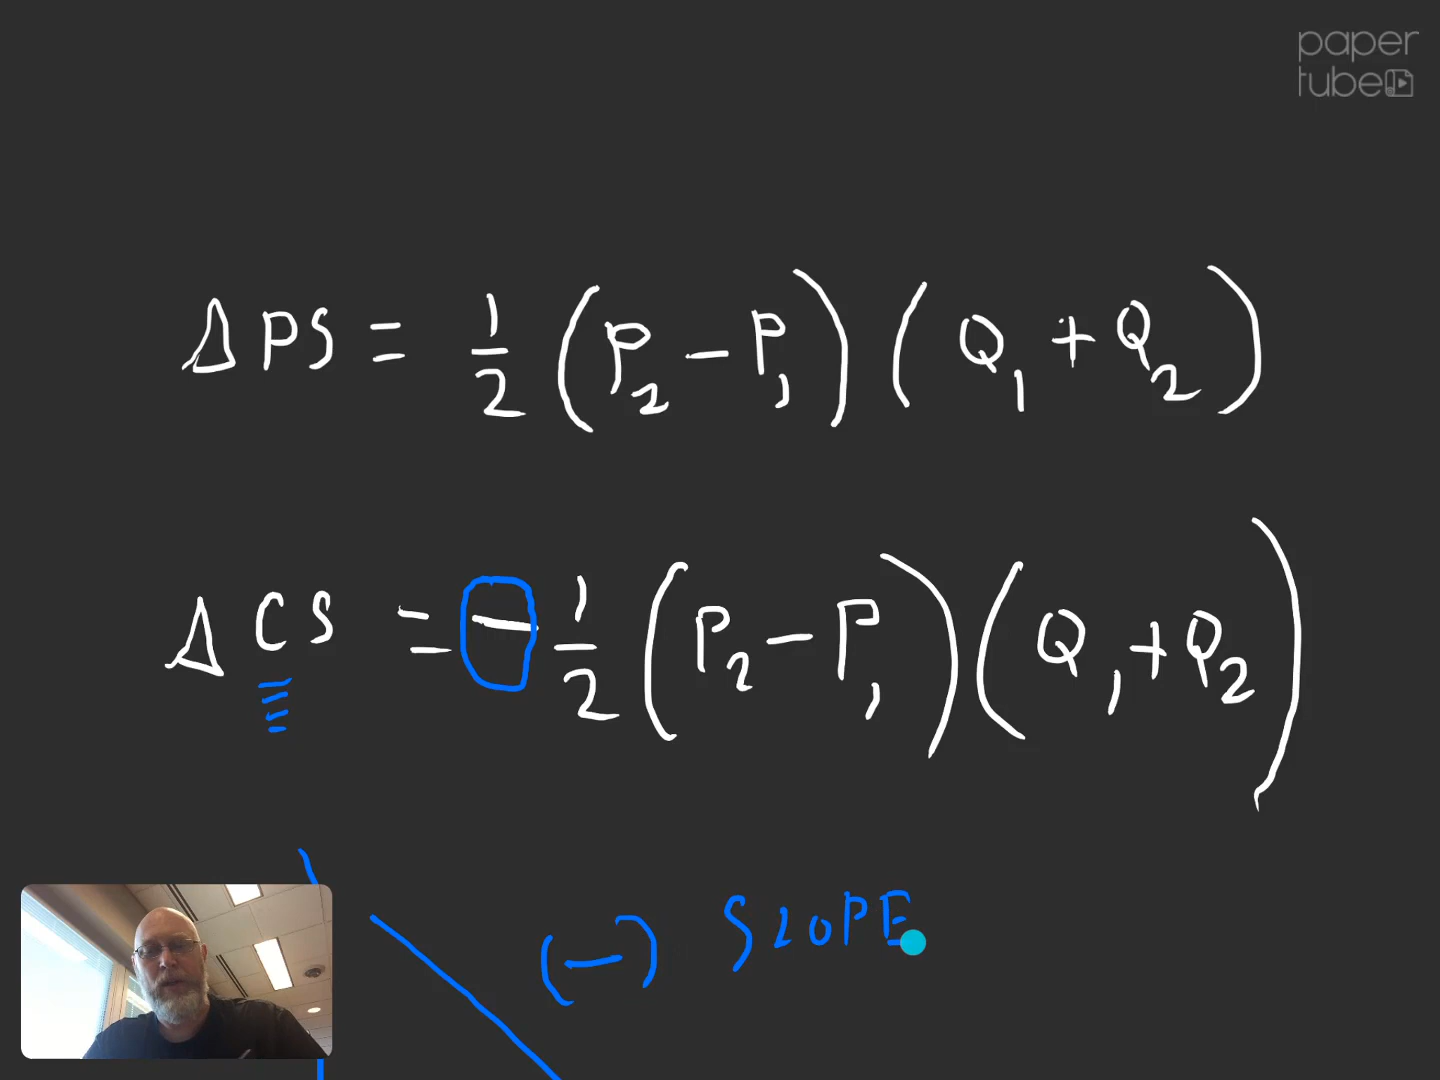 paper
tube
ΔPS = 1/2 (P₂ - P₁) (Q₁ + Q₂)
ΔCS = - 1/2 (P₂ - P₁) (Q₁ + Q₂)
(-) SLOPE